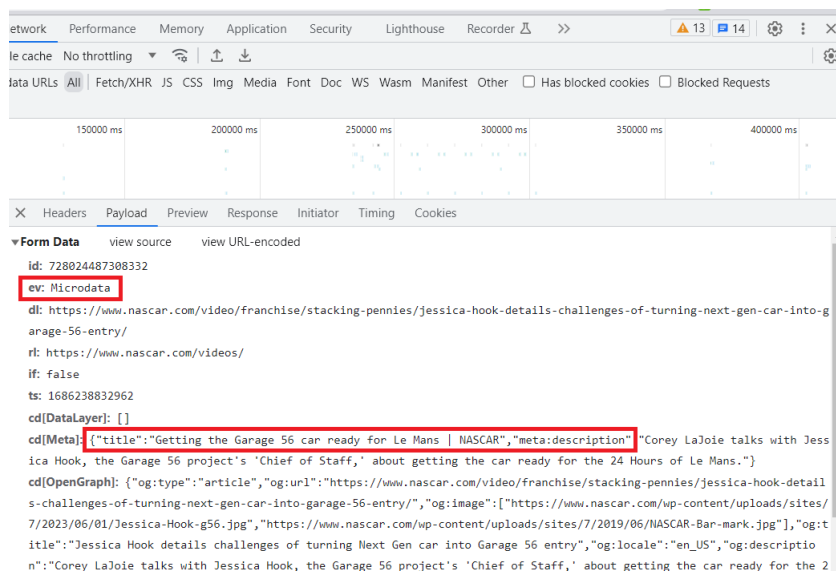 etwork Performance Memory Application Security Lighthouse Recorder >> 13 14
le cache No throttling
data URLs All Fetch/XHR JS CSS Img Media Font Doc WS Wasm Manifest Other Has blocked cookies Blocked Requests
150000 ms 200000 ms 250000 ms 300000 ms 350000 ms 400000 ms
Headers Payload Preview Response Initiator Timing Cookies
Form Data view source view URL-encoded
id: 728024487308332
ev: Microdata
dl: https://www.nascar.com/video/franchise/stacking-pennies/jessica-hook-details-challenges-of-turning-next-gen-car-into-g
arage-56-entry/
rl: https://www.nascar.com/videos/
if: false
ts: 1686238832962
cd[DataLayer]: []
cd[Meta]: {"title":"Getting the Garage 56 car ready for Le Mans | NASCAR","meta:description" "Corey LaJoie talks with Jess
ica Hook, the Garage 56 project's 'Chief of Staff,' about getting the car ready for the 24 Hours of Le Mans."}
cd[OpenGraph]: {"og:type":"article","og:url":"https://www.nascar.com/video/franchise/stacking-pennies/jessica-hook-detail
s-challenges-of-turning-next-gen-car-into-garage-56-entry/","og:image":["https://www.nascar.com/wp-content/uploads/sites/
7/2023/06/01/Jessica-Hook-g56.jpg","https://www.nascar.com/wp-content/uploads/sites/7/2019/06/NASCAR-Bar-mark.jpg"],"og:t
itle":"Jessica Hook details challenges of turning Next Gen car into Garage 56 entry","og:locale":"en_US","og:descriptio
n":"Corey LaJoie talks with Jessica Hook, the Garage 56 project's 'Chief of Staff,' about getting the car ready for the 2